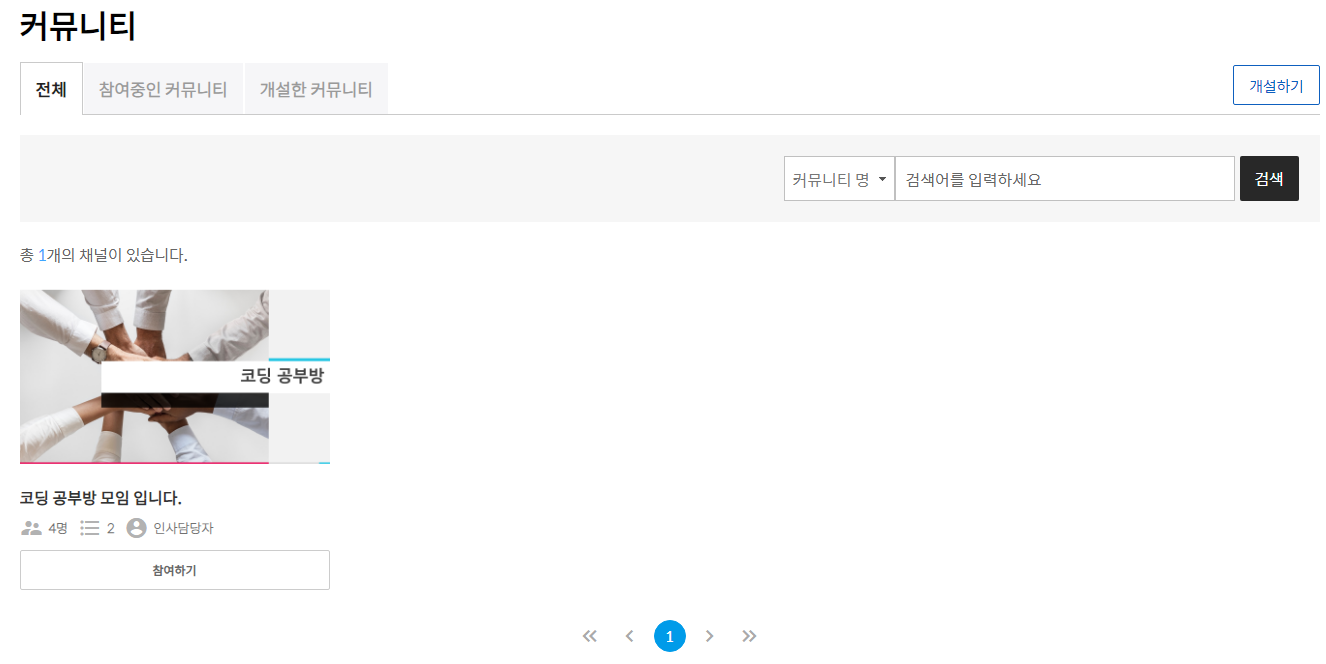 커뮤니티
전체 참여중인 커뮤니티 개설한 커뮤니티 개설하기
커뮤니티 명 검색어를 입력하세요 검색
총 1개의 채널이 있습니다.
코딩 공부방
코딩 공부방 모임 입니다.
4명 2 인사담당자
참여하기
1